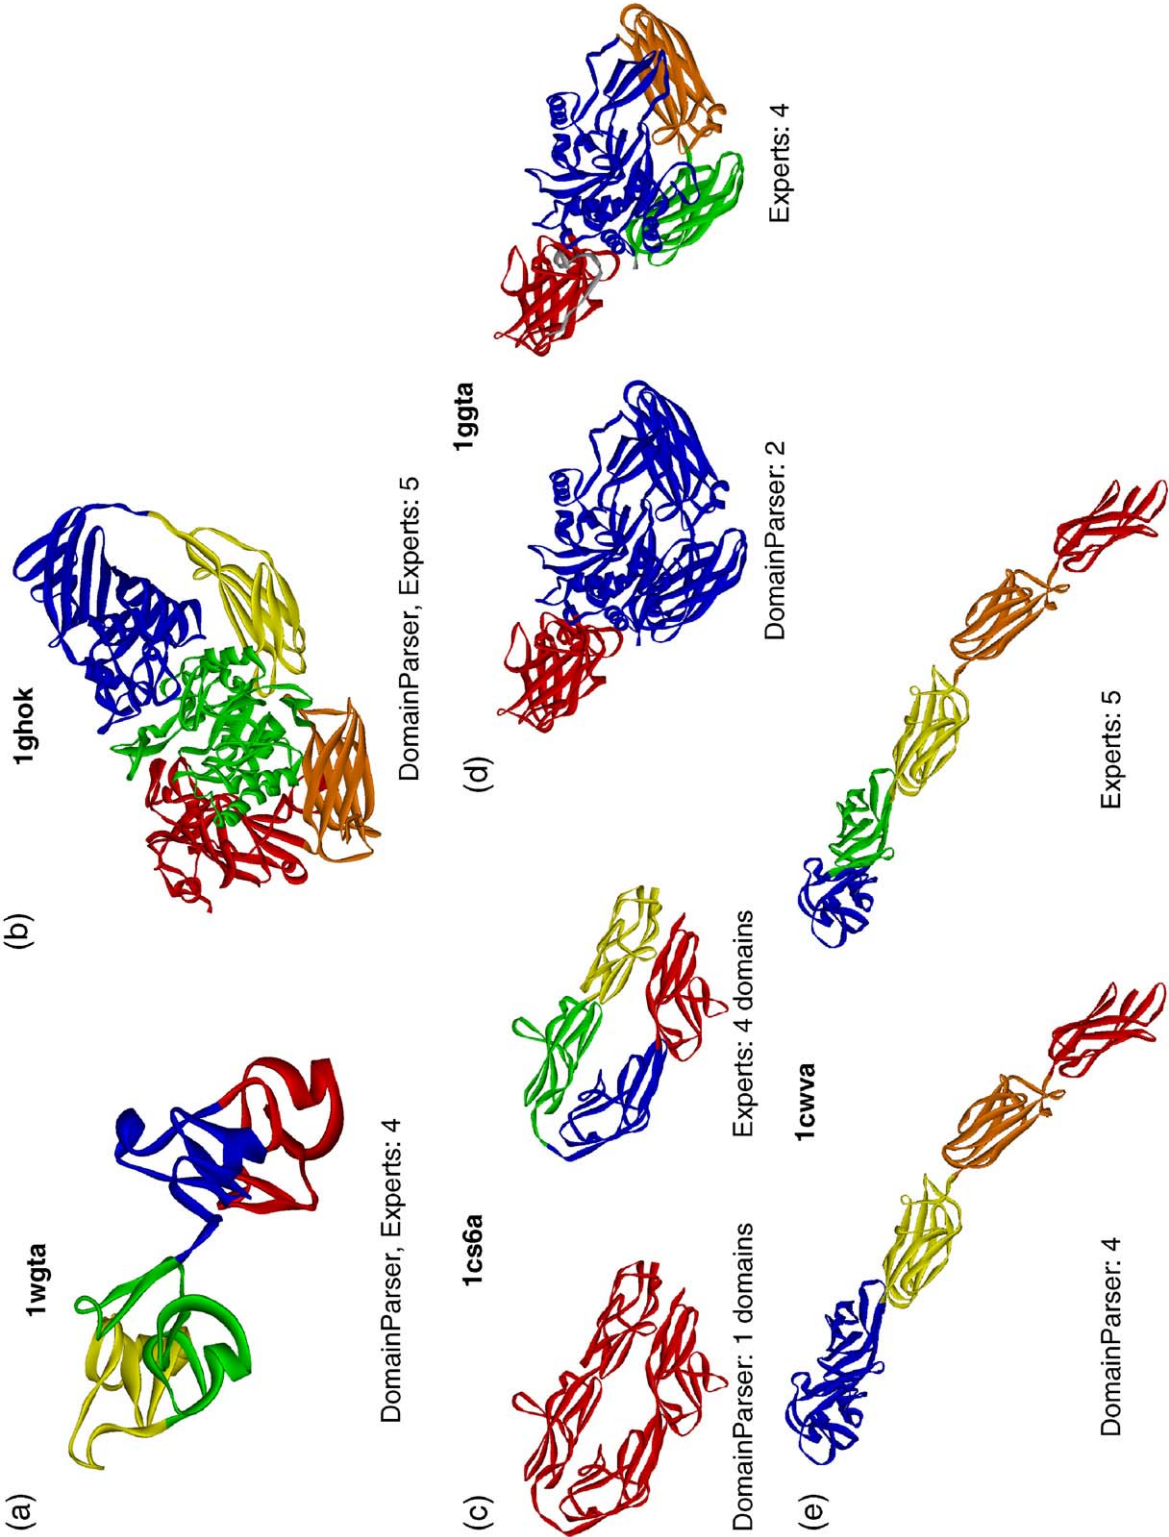 (a)
1wgta
DomainParser, Experts: 4
(b)
1ghok
DomainParser, Experts: 5
(c)
1cs6a
DomainParser: 1 domains
Experts: 4 domains
(d)
1ggta
DomainParser: 2
Experts: 4
(e)
1cwva
DomainParser: 4
Experts: 5